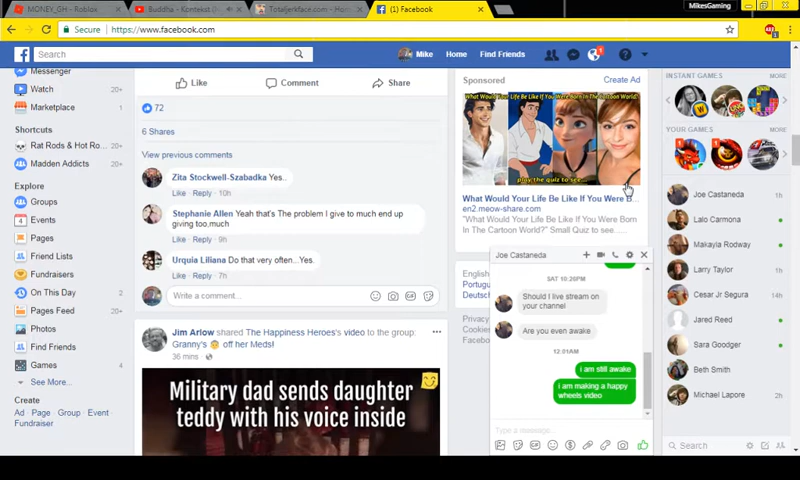 MikesGaming
MONEY_GH - Roblox
Buddha - Kontekst
Totaljerkface.com - Hom
(1) Facebook
Secure
https://www.facebook.com
Search
Mike
Home
Find Friends
Messenger
Watch 20+
Marketplace
Shortcuts
Rat Rods & Hot Ro... 20+
Madden Addicts 20+
Explore
Groups
Events
Pages
Friend Lists
Fundraisers
On This Day 2
Pages Feed 20+
Photos
Find Friends
Games 20+
See More...
Create
Ad · Page · Group · Event ·
Fundraiser
Like Comment Share
72
6 Shares
View previous comments
Zita Stockwell-Szabadka Yes..
Like · Reply · 10h
Stephanie Allen Yeah that's The problem I give to much end up
giving too,much
Like · Reply · 9h
Urquia Liliana Do that very often...Yes.
Like · Reply · 7h
Write a comment...
Jim Arlow shared The Happiness Heroes's video to the group:
Granny's off her Meds!
36 mins
Military dad sends daughter
teddy with his voice inside
Sponsored Create Ad
What Would Your Life Be Like If You Were Born In The Cartoon World?
play the quiz to see...
What Would Your Life Be Like If You Were B...
en2.meow-share.com
"What Would Your Life Be Like If You Were Born
In The Cartoon World?" Small Quiz to see.....
English
Portugu
Deutsc
Privacy
Cookies
Facebo
Joe Castaneda
SAT 10:26PM
Should I live stream on
your channel
Are you even awake
12:01AM
i am still awake
i am making a happy
wheels video
Type a message...
INSTANT GAMES MORE
YOUR GAMES MORE
1
1
Joe Castaneda 1h
Lalo Carmona
Makayla Rodway
Larry Taylor
Cesar Jr Segura 14h
Jared Reed
Sara Goodger
Beth Smith
Michael Lapore 2h
Search